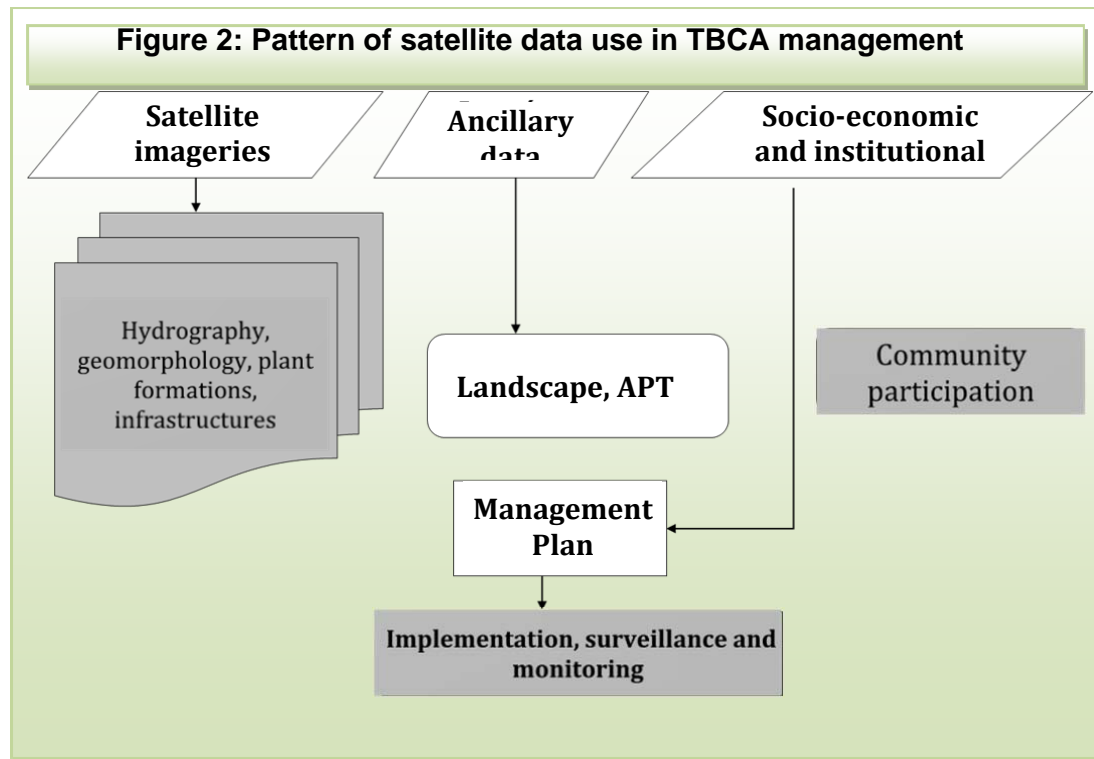 Figure 2: Pattern of satellite data use in TBCA management
Satellite
imageries
Ancillary
data
Socio-economic
and institutional
Hydrography,
geomorphology, plant
formations,
infrastructures
Landscape, APT
Community
participation
Management
Plan
Implementation, surveillance and
monitoring